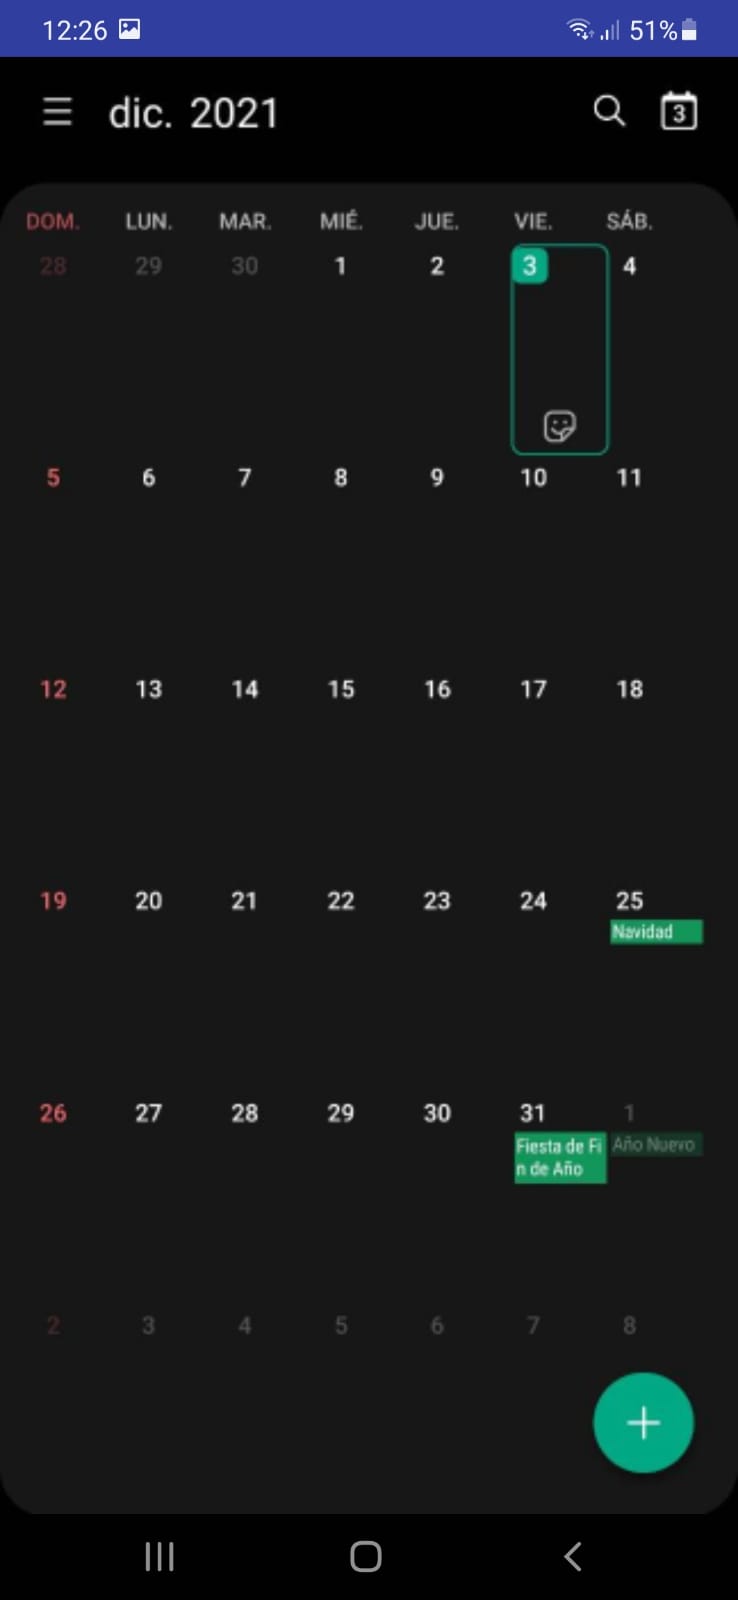 12:26 51%
dic. 2021 3
DOM. LUN. MAR. MIÉ. JUE. VIE. SÁB.
28 29 30 1 2 3 4
5 6 7 8 9 10 11
12 13 14 15 16 17 18
19 20 21 22 23 24 25
Navidad
26 27 28 29 30 31 1
Fiesta de Fi Año Nuevo
n de Año
2 3 4 5 6 7 8